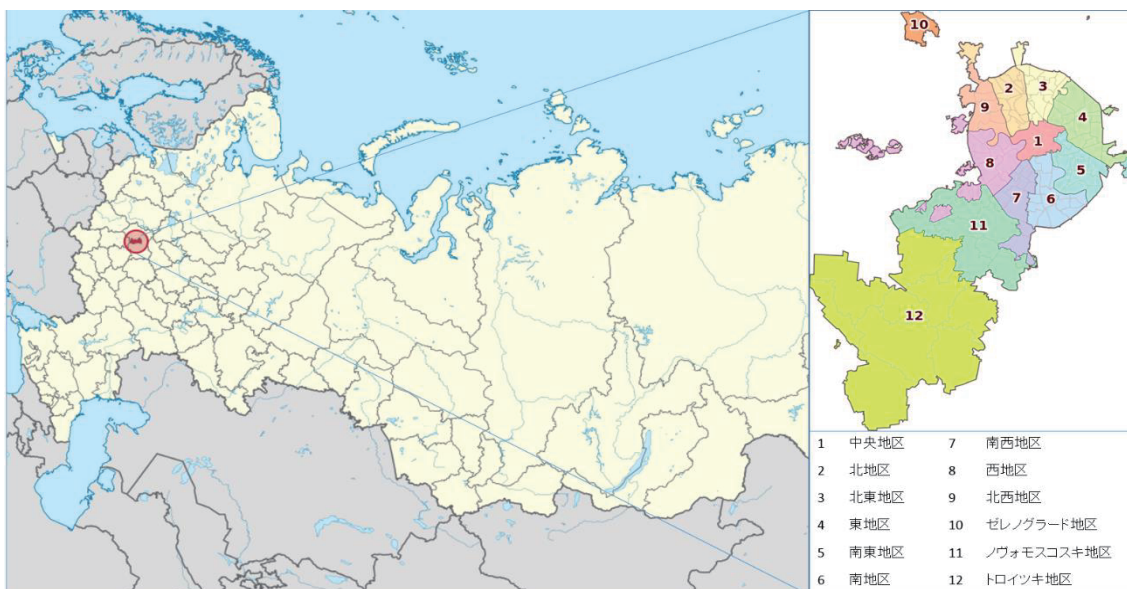 10
2
3
9
4
1
8
5
7
6
11
12
1 中央地区 7 南西地区
2 北地区 8 西地区
3 北東地区 9 北西地区
4 東地区 10 ゼレノグラード地区
5 南東地区 11 ノヴォモスコスキ地区
6 南地区 12 トロイツキ地区